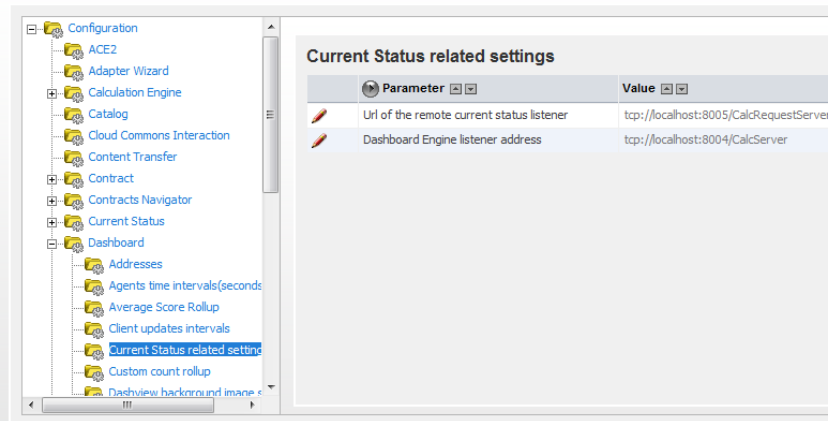 Configuration
ACE2
Adapter Wizard
Calculation Engine
Catalog
Cloud Commons Interaction
Content Transfer
Contract
Contracts Navigator
Current Status
Dashboard
Addresses
Agents time intervals(seconds
Average Score Rollup
Client updates intervals
Current Status related setting
Custom count rollup
Dashview background image s
Current Status related settings
Parameter Value
Url of the remote current status listener tcp://localhost:8005/CalcRequestServer
Dashboard Engine listener address tcp://localhost:8004/CalcServer